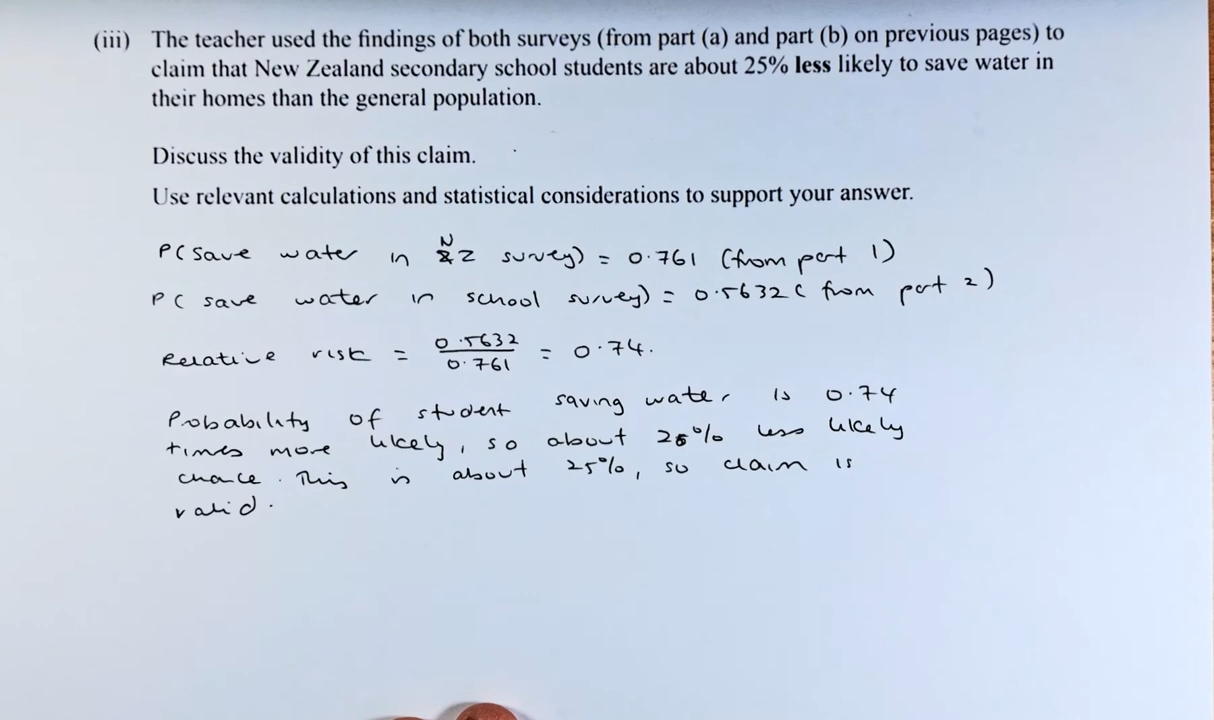 (iii) The teacher used the findings of both surveys (from part (a) and part (b) on previous pages) to
claim that New Zealand secondary school students are about 25% less likely to save water in
their homes than the general population.
Discuss the validity of this claim.
Use relevant calculations and statistical considerations to support your answer.
P(save water in NZ survey) = 0.761 (from part 1)
P( save water in school survey) = 0.5632 ( from part 2)
Relative risk = 0.5632/0.761 = 0.74.
Probability of student saving water is 0.74
times more likely, so about 26% less likely
chance. This is about 25%, so claim is
valid.